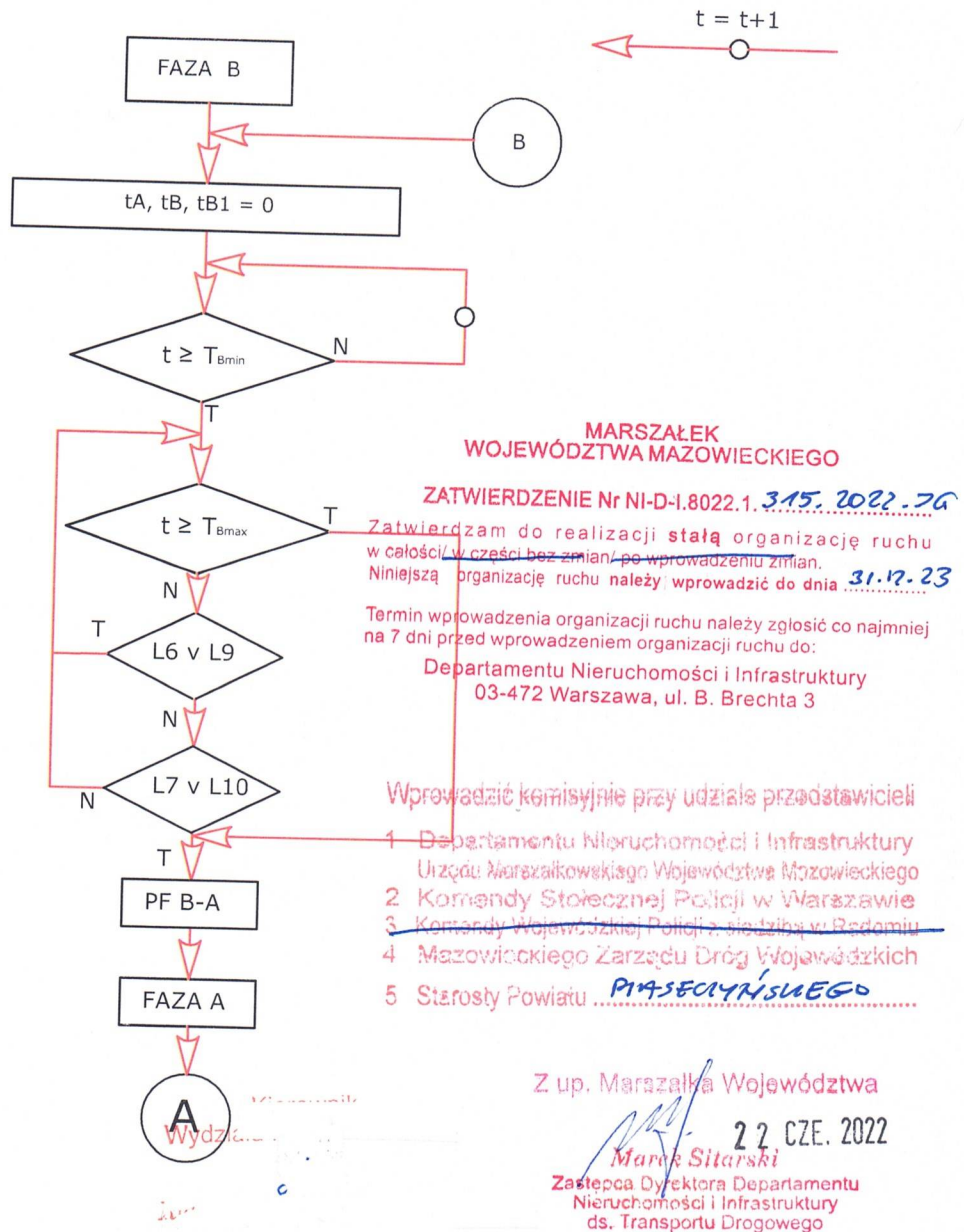 t = t+1
FAZA B
B
tA, tB, tB1 = 0
t ≥ TBmin
N
T
t ≥ TBmax
T
N
L6 v L9
T
N
L7 v L10
N
T
PF B-A
FAZA A
A
MARSZAŁEK
WOJEWÓDZTWA MAZOWIECKIEGO
ZATWIERDZENIE Nr NI-D-I.8022.1. 315. 2022
Zatwierdzam do realizacji stałą organizację ruchu
w całości/ w części bez zmian/ po wprowadzeniu zmian.
Niniejszą organizację ruchu należy wprowadzić do dnia 31.12.23
Termin wprowadzenia organizacji ruchu należy zgłosić co najmniej
na 7 dni przed wprowadzeniem organizacji ruchu do:
Departamentu Nieruchomości i Infrastruktury
03-472 Warszawa, ul. B. Brechta 3
Wprowadzić komisyjnie przy udziale przedstawicieli
1 Departamentu Nieruchomości i Infrastruktury
Urzędu Marszałkowskiego Województwa Mazowieckiego
2 Komendy Stołecznej Policji w Warszawie
3 Komendy Wojewódzkiej Policji z siedzibą w Radomiu
4 Mazowieckiego Zarządu Dróg Wojewódzkich
5 Starosty Powiatu PIASECZYŃSKIEGO
Z up. Marszałka Województwa
22 CZE. 2022
Marek Sitarski
Zastępca Dyrektora Departamentu
Nieruchomości i Infrastruktury
ds. Transportu Drogowego
Kierownik